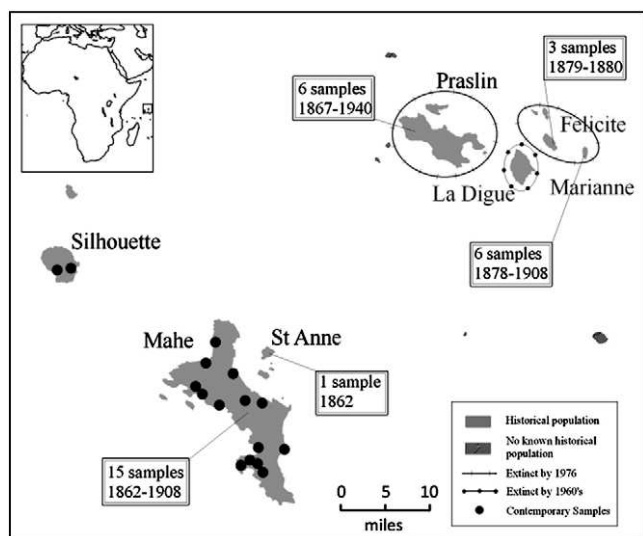 3 samples
1879-1880
Praslin
6 samples
1867-1940
Felicite
La Digue
Marianne
6 samples
1878-1908
Silhouette
Mahe
St Anne
1 sample
1862
15 samples
1862-1908
0 5 10
miles
Historical population
No known historical
population
Extinct by 1976
Extinct by 1960's
Contemporary Samples